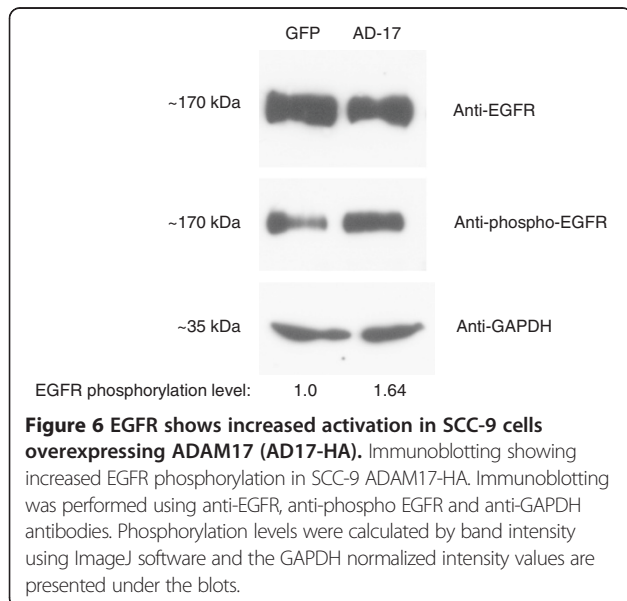 GFP AD-17
~170 kDa Anti-EGFR
~170 kDa Anti-phospho-EGFR
~35 kDa Anti-GAPDH
EGFR phosphorylation level: 1.0 1.64
Figure 6 EGFR shows increased activation in SCC-9 cells
overexpressing ADAM17 (AD17-HA). Immunoblotting showing
increased EGFR phosphorylation in SCC-9 ADAM17-HA. Immunoblotting
was performed using anti-EGFR, anti-phospho EGFR and anti-GAPDH
antibodies. Phosphorylation levels were calculated by band intensity
using ImageJ software and the GAPDH normalized intensity values are
presented under the blots.